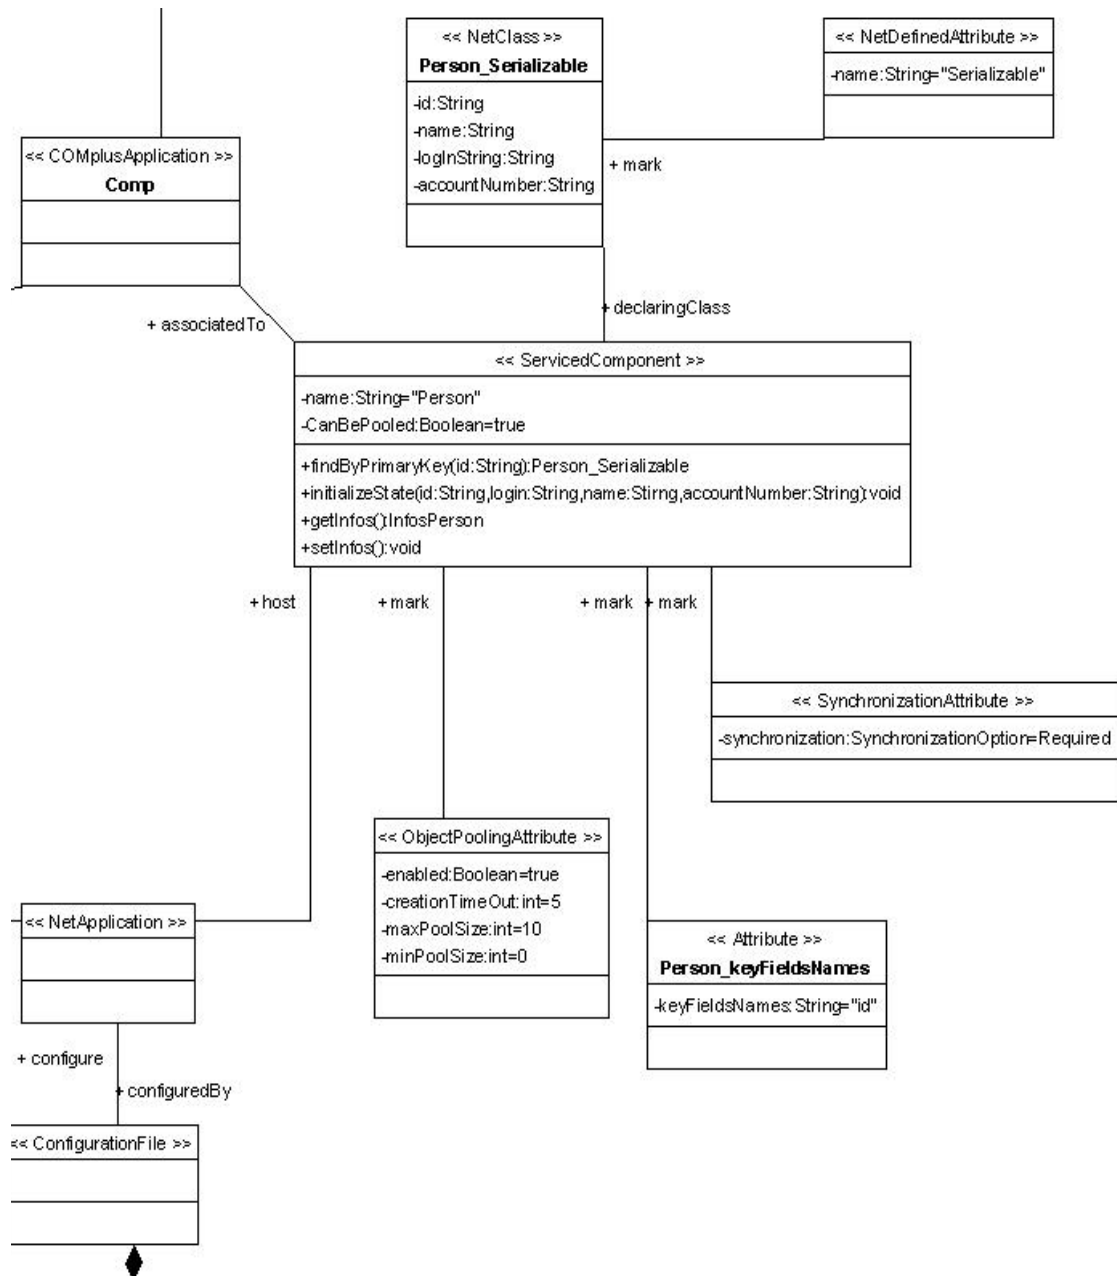 << NetClass >>
Person_Serializable
-id:String
-name:String
-logInString:String
-accountNumber:String
<< NetDefinedAttribute >>
-name:String="Serializable"
+ mark
<< COMplusApplication >>
Comp
+ associatedTo
+ declaringClass
<< ServicedComponent >>
-name:String="Person"
-CanBePooled:Boolean=true
+findByPrimaryKey(id:String):Person_Serializable
+initializeState(id:String,login:String,name:Stirng,accountNumber:String):void
+getInfos():InfosPerson
+setInfos():void
+ host
+ mark
+ mark
+ mark
<< SynchronizationAttribute >>
-synchronization:SynchronizationOption=Required
<< ObjectPoolingAttribute >>
-enabled:Boolean=true
-creationTimeOut:int=5
-maxPoolSize:int=10
-minPoolSize:int=0
<< NetApplication >>
<< Attribute >>
Person_keyFieldsNames
-keyFieldsNames:String="id"
+ configure
+ configuredBy
<< ConfigurationFile >>